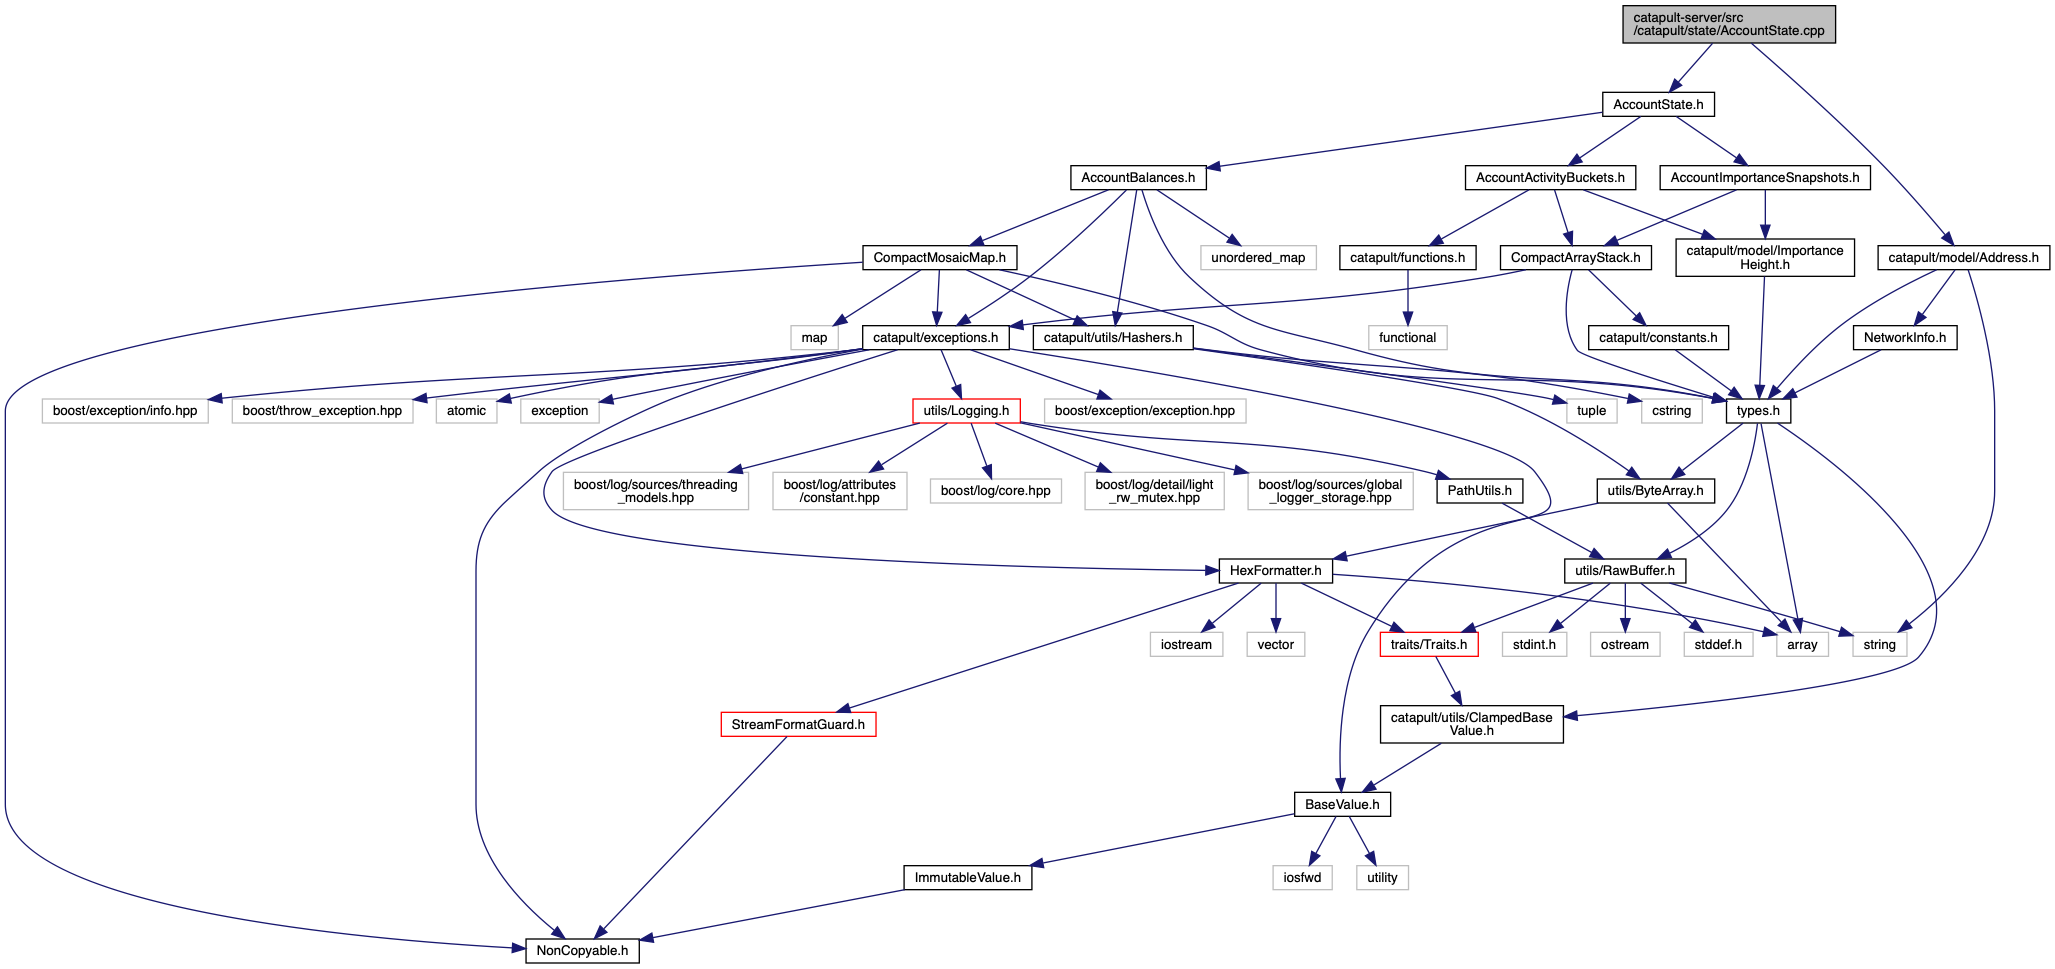 catapult-server/src
/catapult/state/AccountState.cpp
AccountState.h
AccountBalances.h
AccountActivityBuckets.h
AccountImportanceSnapshots.h
CompactMosaicMap.h
unordered_map
catapult/functions.h
CompactArrayStack.h
catapult/model/Importance
Height.h
catapult/model/Address.h
map
catapult/exceptions.h
catapult/utils/Hashers.h
functional
catapult/constants.h
NetworkInfo.h
boost/exception/info.hpp
boost/throw_exception.hpp
atomic
exception
utils/Logging.h
boost/exception/exception.hpp
tuple
cstring
types.h
boost/log/sources/threading
_models.hpp
boost/log/attributes
/constant.hpp
boost/log/core.hpp
boost/log/detail/light
_rw_mutex.hpp
boost/log/sources/global
_logger_storage.hpp
PathUtils.h
utils/ByteArray.h
HexFormatter.h
utils/RawBuffer.h
iostream
vector
traits/Traits.h
stdint.h
ostream
stddef.h
array
string
StreamFormatGuard.h
catapult/utils/ClampedBase
Value.h
BaseValue.h
ImmutableValue.h
iosfwd
utility
NonCopyable.h